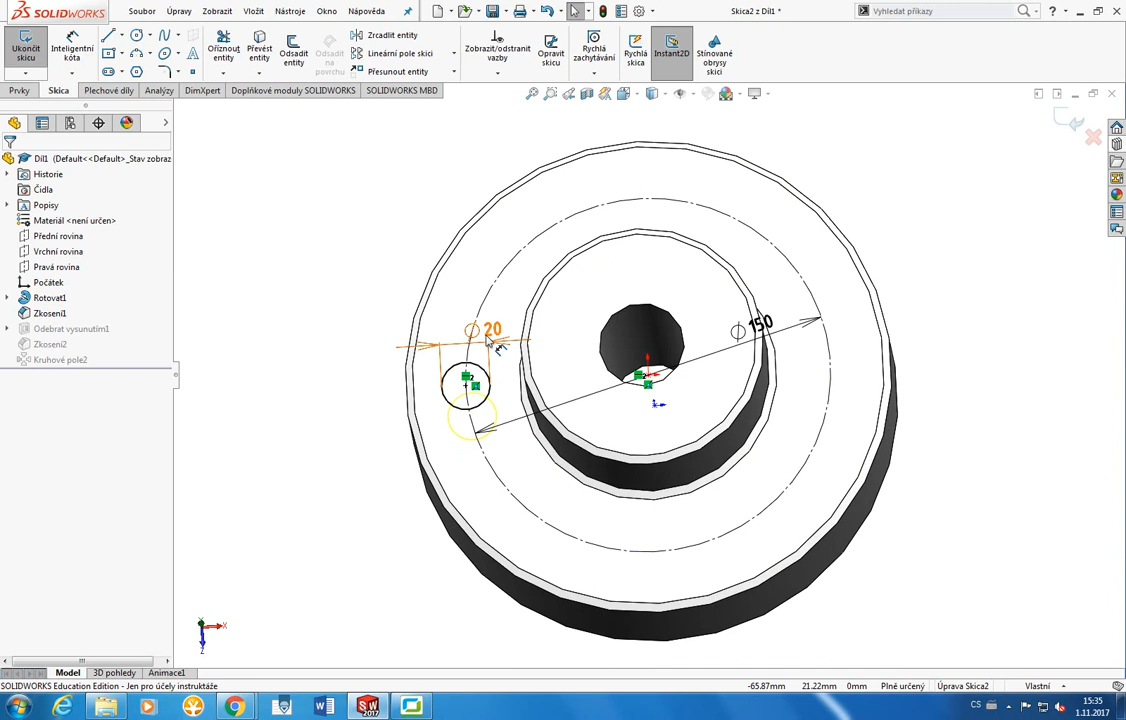 SOLIDWORKS
Soubor Úpravy Zobrazit Vložit Nástroje Okno Nápověda
Skica2 z Díl1 *
Vyhledat příkazy
Ukončit skicu
Inteligentní kóta
Oříznout entity
Převést entity
Odsadit entity
Odsadit na povrchu
Zrcadlit entity
Lineární pole skici
Přesunout entity
Zobrazit/odstranit vazby
Opravit skicu
Rychlá zachytávání
Rychlá skica
Instant2D
Stínované obrysy skici
Prvky Skica Plechové díly Analýzy DimXpert Doplňkové moduly SOLIDWORKS SOLIDWORKS MBD
Díl1 (Default<<Default>_Stav zobraz
Historie
Čidla
Popisy
Materiál <není určen>
Přední rovina
Vrchní rovina
Pravá rovina
Počátek
Rotovat1
Zkosení1
Odebrat vysunutím1
Zkosení2
Kruhové pole2
∅ 20
∅ 150
X
Z
Model 3D pohledy Animace1
SOLIDWORKS Education Edition - Jen pro účely instruktáže
-65.87mm 21.22mm 0mm Plně určený Úprava Skica2 Vlastní
CS
15:35
1.11.2017